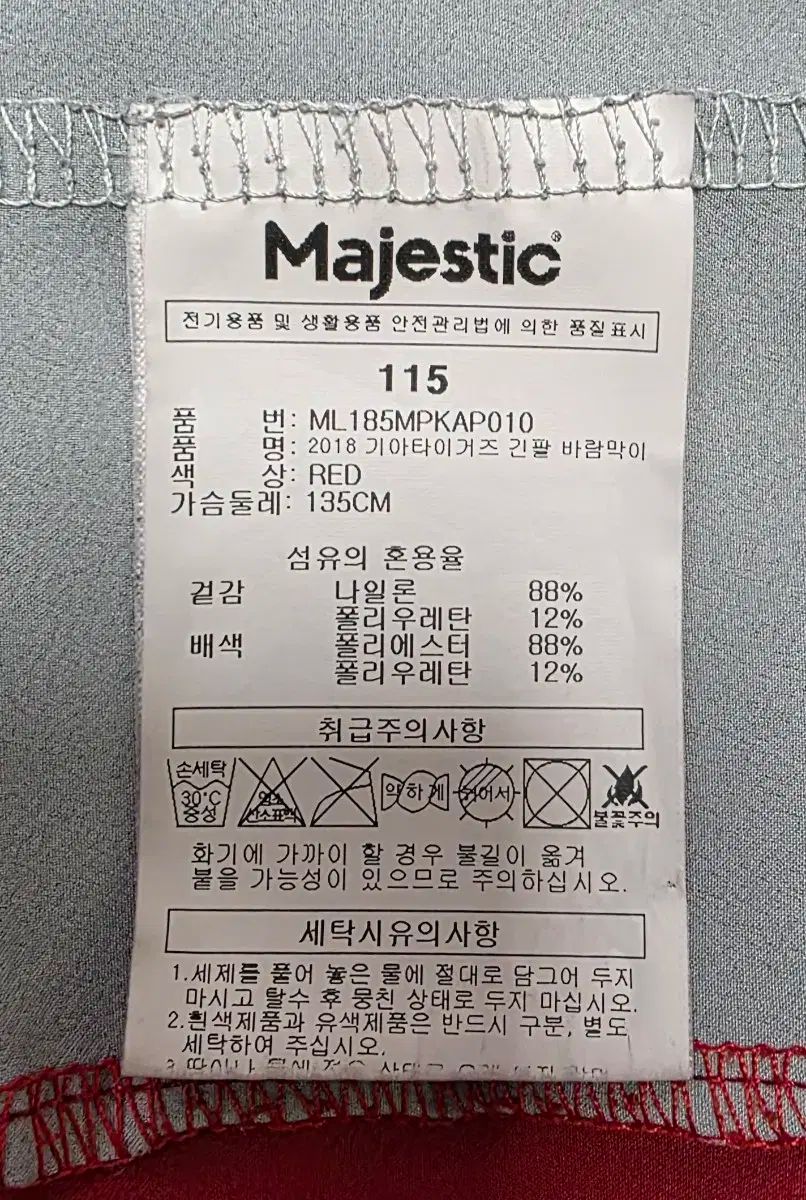 Majestic®
전기용품 및 생활용품 안전관리법에 의한 품질표시
115
품 번: ML185MPKAP010
품 명: 2018 기아타이거즈 긴팔 바람막이
색 상: RED
가슴둘레: 135CM
섬유의 혼용율
겉감 나일론 88%
폴리우레탄 12%
배색 폴리에스터 88%
폴리우레탄 12%
취급주의사항
손세탁 30°C 중성 염소 산소표백 약하게 뉘어서 불꽃주의
화기에 가까이 할 경우 불길이 옮겨
붙을 가능성이 있으므로 주의하십시오.
세탁시유의사항
1.세제를 풀어 놓은 물에 절대로 담그어 두지
마시고 탈수 후 뭉친 상태로 두지 마십시오.
2.흰색제품과 유색제품은 반드시 구분, 별도
세탁하여 주십시오.